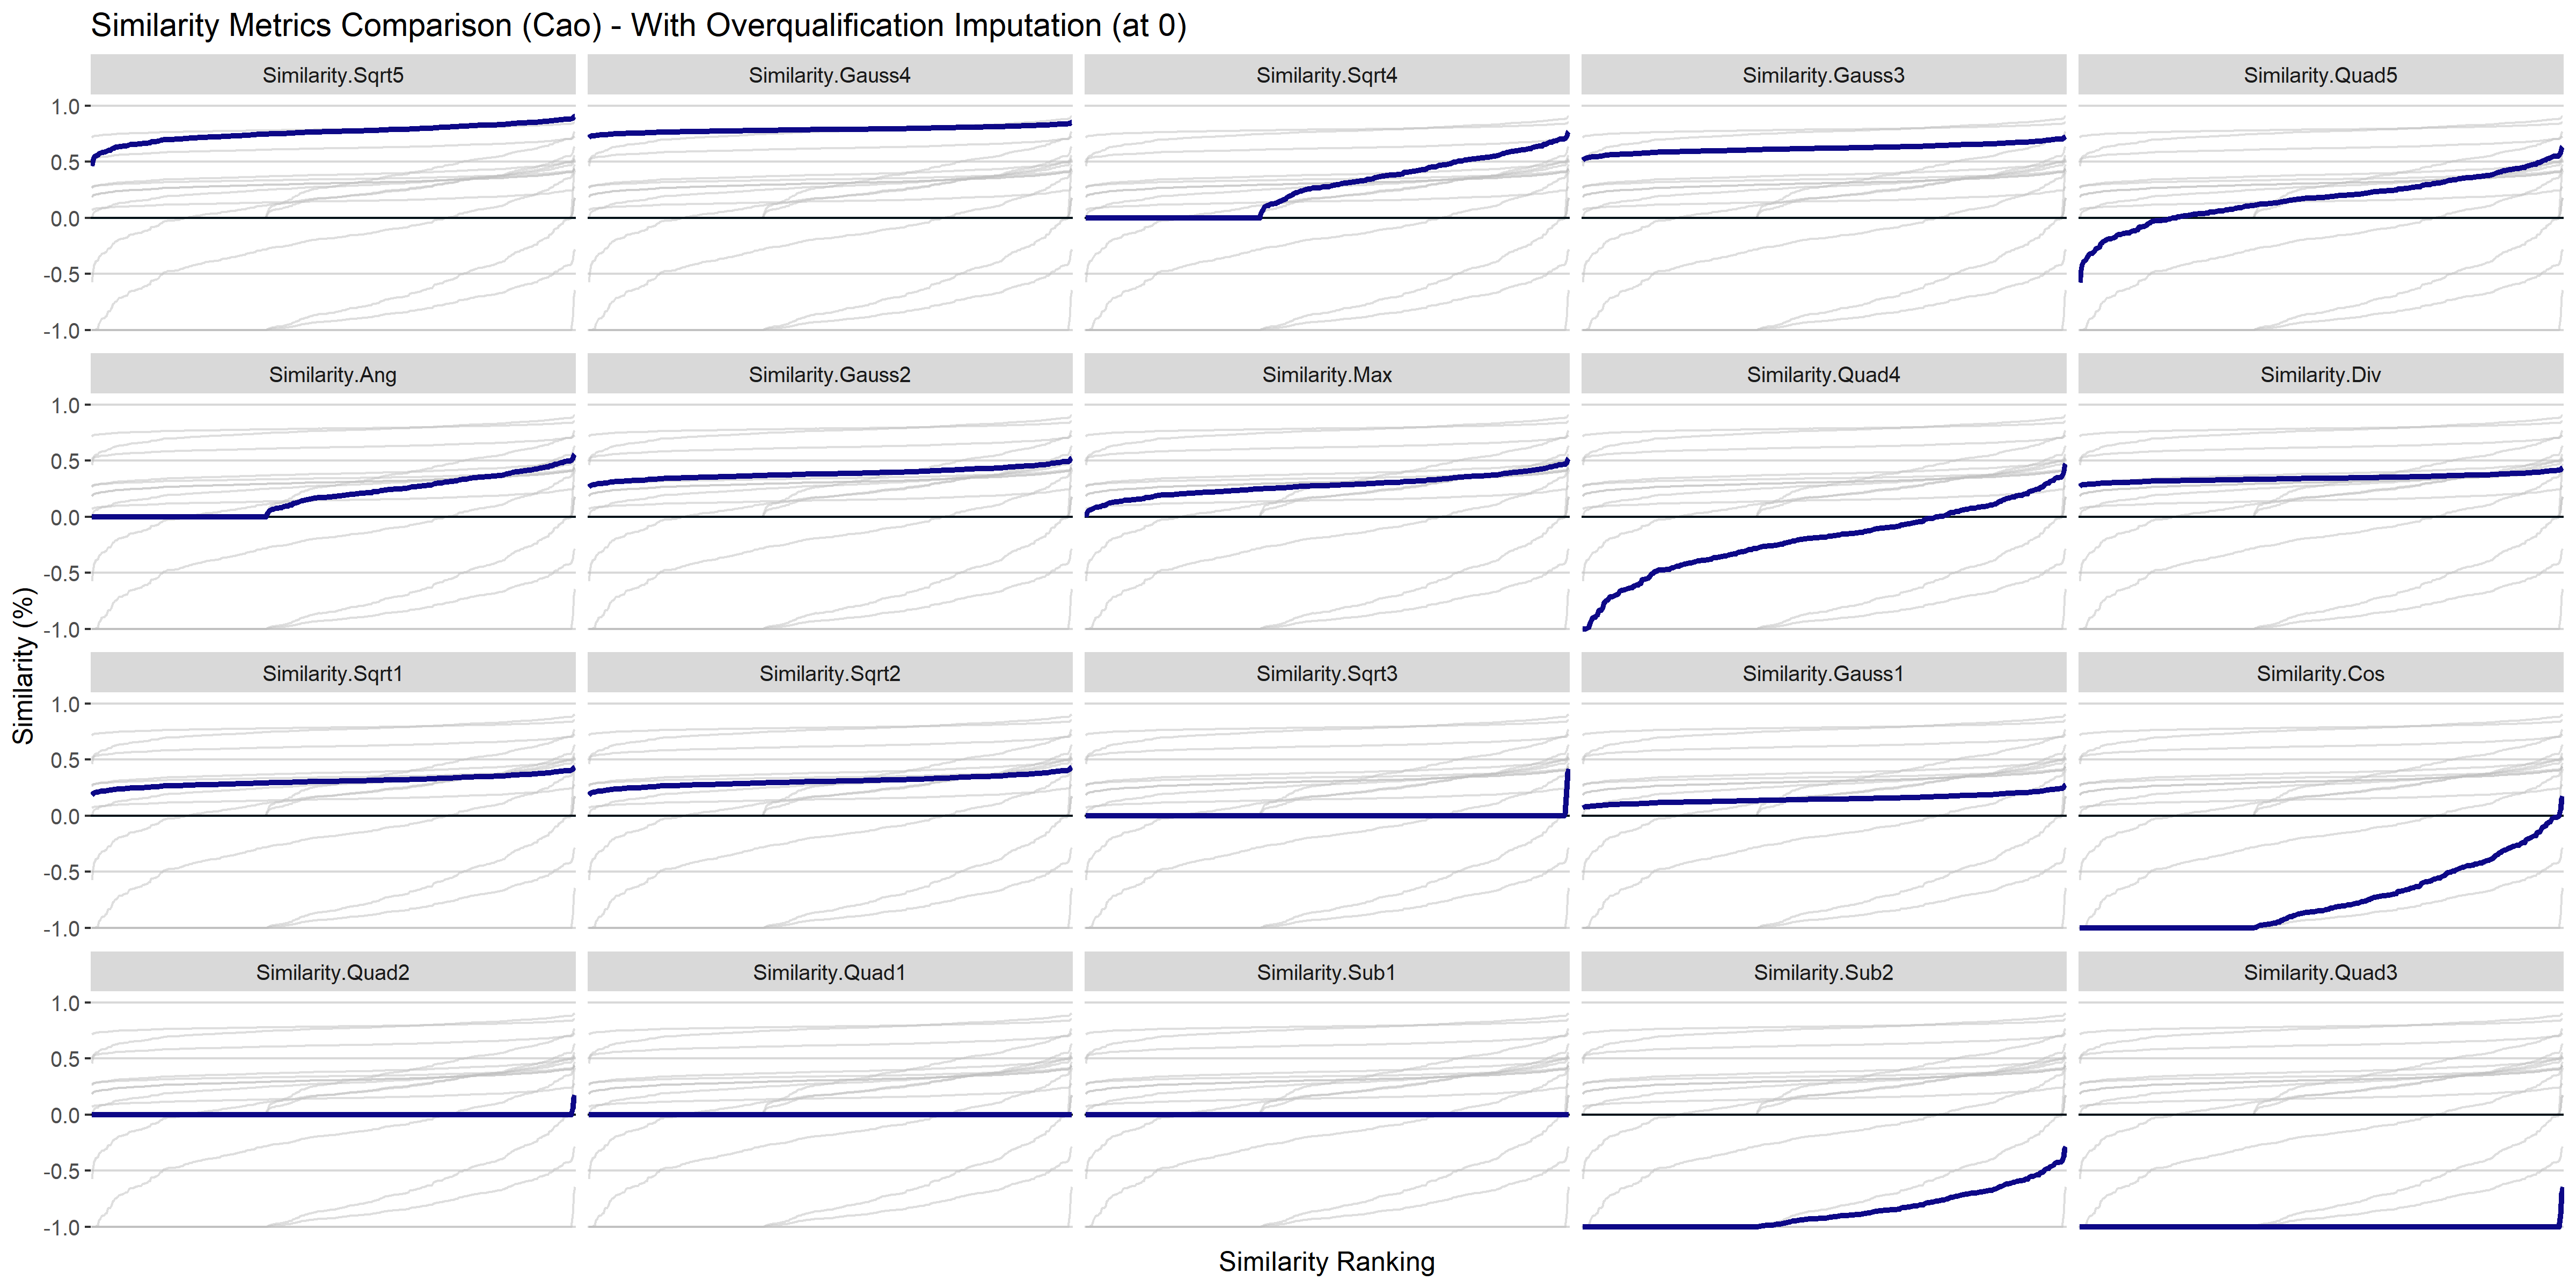 Similarity Metrics Comparison (Cao) - With Overqualification Imputation (at 0)
Similarity.Sqrt5
Similarity.Gauss4
Similarity.Sqrt4
Similarity.Gauss3
Similarity.Quad5
1.0
0.5
0.0
-0.5
-1.0
Similarity.Ang
Similarity.Gauss2
Similarity.Max
Similarity.Quad4
Similarity.Div
1.0
0.5
0.0
-0.5
-1.0
Similarity (%)
Similarity.Sqrt1
Similarity.Sqrt2
Similarity.Sqrt3
Similarity.Gauss1
Similarity.Cos
1.0
0.5
0.0
-0.5
-1.0
Similarity.Quad2
Similarity.Quad1
Similarity.Sub1
Similarity.Sub2
Similarity.Quad3
1.0
0.5
0.0
-0.5
-1.0
Similarity Ranking